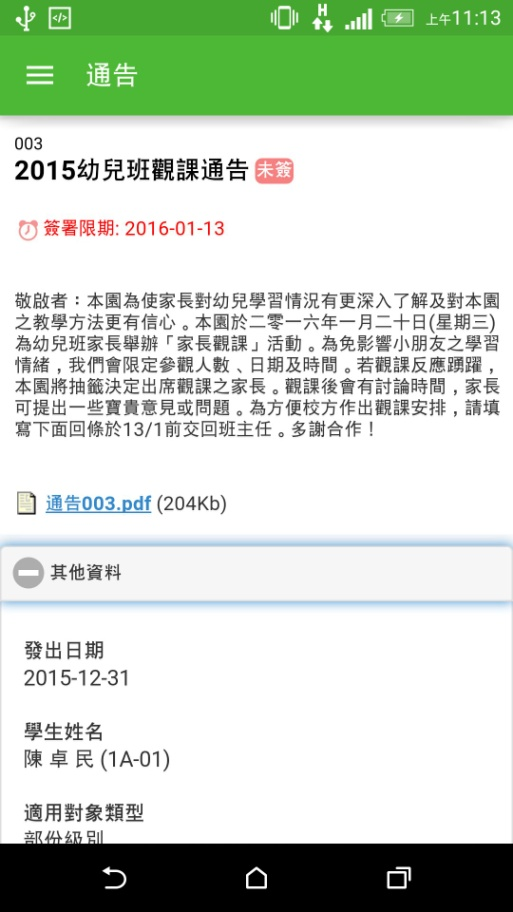 H
上午11:13
通告
003
2015幼兒班觀課通告 未簽
簽署限期: 2016-01-13
敬啟者：本園為使家長對幼兒學習情況有更深入了解及對本園
之教學方法更有信心。本園於二零一六年一月二十日(星期三)
為幼兒班家長舉辦「家長觀課」活動。為免影響小朋友之學習
情緒，我們會限定參觀人數、日期及時間。若觀課反應踴躍，
本園將抽籤決定出席觀課之家長。觀課後會有討論時間，家長
可提出一些寶貴意見或問題。為方便校方作出觀課安排，請填
寫下面回條於13/1前交回班主任。多謝合作！
通告003.pdf (204Kb)
其他資料
發出日期
2015-12-31
學生姓名
陳 卓 民 (1A-01)
適用對象類型
部份級別